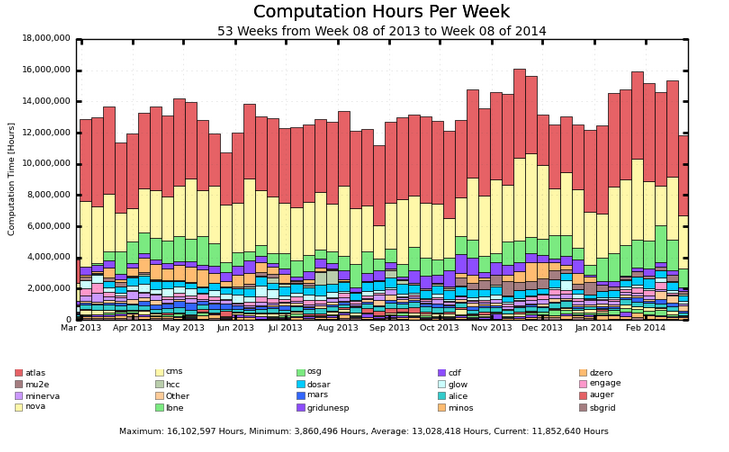 Computation Hours Per Week
53 Weeks from Week 08 of 2013 to Week 08 of 2014
18,000,000
16,000,000
14,000,000
12,000,000
10,000,000
8,000,000
6,000,000
4,000,000
2,000,000
0
Computation Time [Hours]
Mar 2013 Apr 2013 May 2013 Jun 2013 Jul 2013 Aug 2013 Sep 2013 Oct 2013 Nov 2013 Dec 2013 Jan 2014 Feb 2014
atlas cms osg cdf dzero
mu2e hcc dosar glow engage
minerva Other mars alice auger
nova lbne gridunesp minos sbgrid
Maximum: 16,102,597 Hours, Minimum: 3,860,496 Hours, Average: 13,028,418 Hours, Current: 11,852,640 Hours